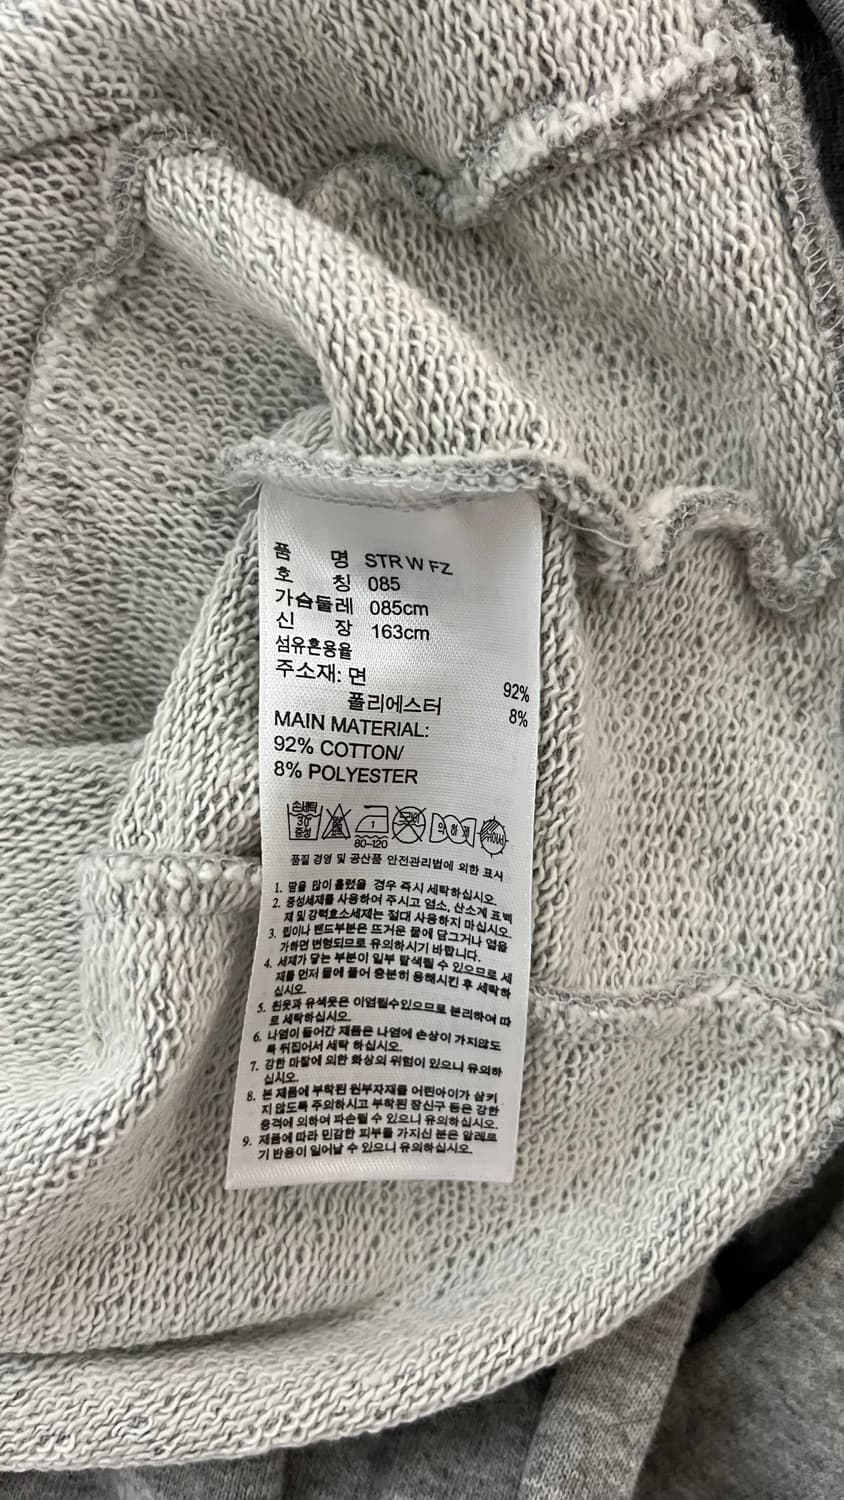 품 명 STR W FZ
호 칭 085
가슴둘레 085cm
신 장 163cm
섬유혼용율
주소재: 면 92%
폴리에스터 8%
MAIN MATERIAL:
92% COTTON/
8% POLYESTER
손세탁 30 중성 1 80~120 드라이 약하게 뉘어서
품질 경영 및 공산품 안전관리법에 의한 표시
1. 땀을 많이 흘렸을 경우 즉시 세탁하십시오.
2. 중성세제를 사용하여 주시고 염소, 산소계 표백
제 및 강력효소세제는 절대 사용하지 마십시오.
3. 립이나 밴드부분은 뜨거운 물에 담그거나 열을
가하면 변형되므로 유의하시기 바랍니다.
4. 세제가 닿는 부분이 일부 탈색될 수 있으므로 세
제를 먼저 물에 풀어 충분히 용해시킨 후 세탁하
십시오.
5. 흰옷과 유색옷은 이염될수있으므로 분리하여 따
로 세탁하십시오.
6. 나염이 들어간 제품은 나염에 손상이 가지않도
록 뒤집어서 세탁 하십시오.
7. 강한 마찰에 의한 화상의 위험이 있으니 유의하
십시오.
8. 본 제품에 부착된 원부자재를 어린아이가 삼키
지 않도록 주의하시고 부착된 장신구 등은 강한
충격에 의하여 파손될 수 있으니 유의하십시오.
9. 제품에 따라 민감한 피부를 가지신 분은 알레르
기 반응이 일어날 수 있으니 유의하십시오.